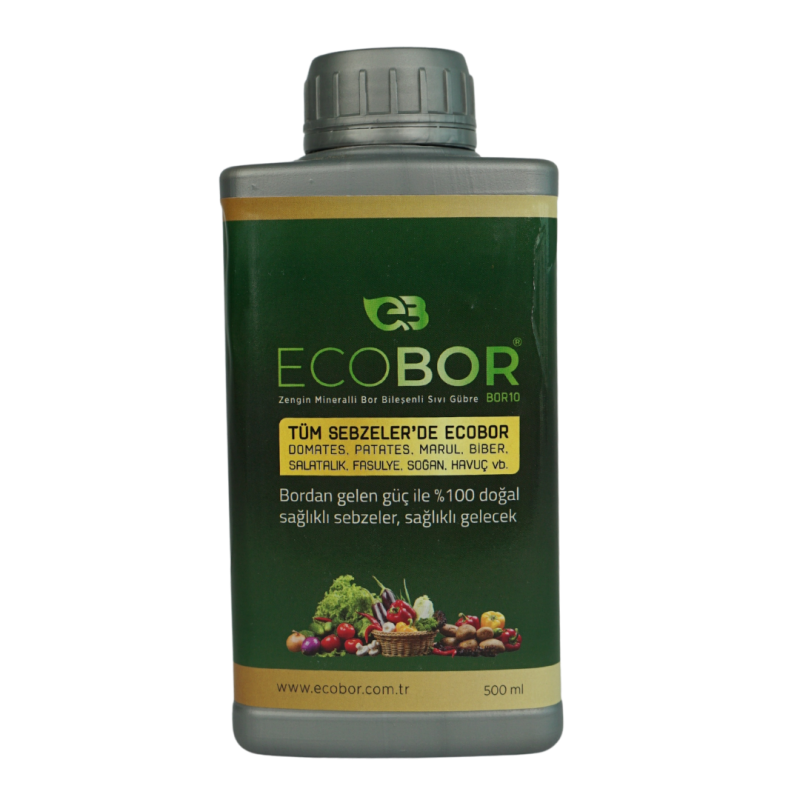 eB
ECOBOR®
Zengin Mineralli Bor Bileşenli Sıvı Gübre BOR10
TÜM SEBZELER'DE ECOBOR
DOMATES, PATATES, MARUL, BİBER,
SALATALIK, FASULYE, SOĞAN, HAVUÇ vb.
Bordan gelen güç ile %100 doğal
sağlıklı sebzeler, sağlıklı gelecek
www.ecobor.com.tr 500 ml